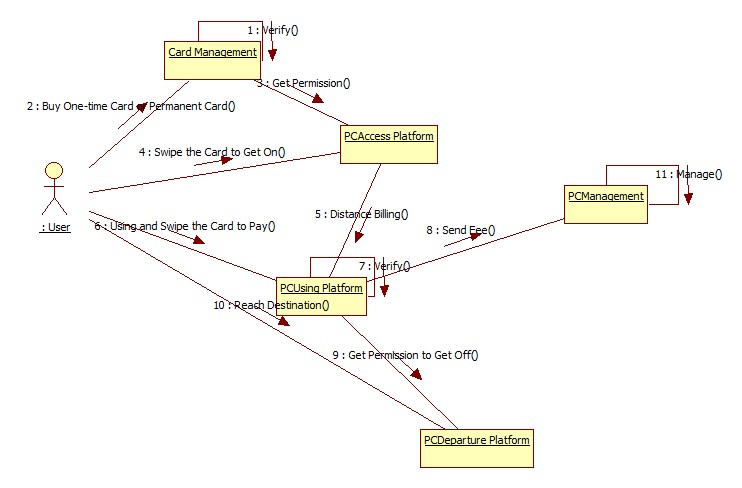 1 : Verify()
Card Management
3 : Get Permission()
2 : Buy One-time Card or Permanent Card()
PCAccess Platform
4 : Swipe the Card to Get On()
11 : Manage()
PCManagement
5 : Distance Billing()
: User
6 : Using and Swipe the Card to Pay()
8 : Send Fee()
7 : Verify()
PCUsing Platform
10 : Reach Destination()
9 : Get Permission to Get Off()
PCDeparture Platform